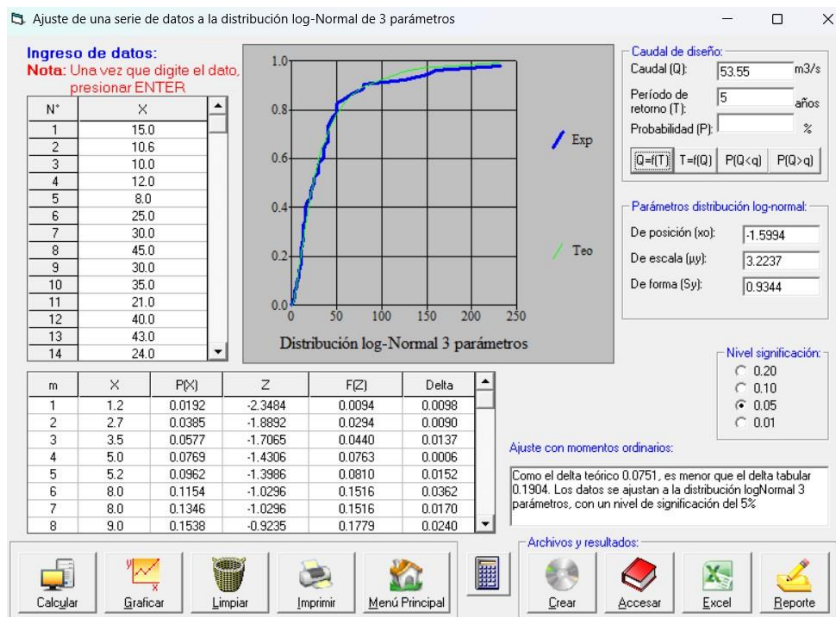 Ajuste de una serie de datos a la distribución log-Normal de 3 parámetros
Ingreso de datos:
Nota: Una vez que digite el dato,
presionar ENTER
N° X
1 15.0
2 10.6
3 10.0
4 12.0
5 8.0
6 25.0
7 30.0
8 45.0
9 30.0
10 35.0
11 21.0
12 40.0
13 43.0
14 24.0
1.0
0.8
0.6
0.4
0.2
0.0
0 50 100 150 200 250
Distribución log-Normal 3 parámetros
Exp
Teo
Caudal de diseño:
Caudal (Q): 53.55 m3/s
Período de
retorno (T): 5 años
Probabilidad (P): %
Q=f(T) T=f(Q) P(Q<q) P(Q>q)
Parámetros distribución log-normal:
De posición (xo): -1.5994
De escala (µy): 3.2237
De forma (Sy): 0.9344
Nivel significación:
0.20
0.10
0.05
0.01
m X P(X) Z F(Z) Delta
1 1.2 0.0192 -2.3484 0.0094 0.0098
2 2.7 0.0385 -1.8892 0.0294 0.0090
3 3.5 0.0577 -1.7065 0.0440 0.0137
4 5.0 0.0769 -1.4306 0.0763 0.0006
5 5.2 0.0962 -1.3986 0.0810 0.0152
6 8.0 0.1154 -1.0296 0.1516 0.0362
7 8.0 0.1346 -1.0296 0.1516 0.0170
8 9.0 0.1538 -0.9235 0.1779 0.0240
Ajuste con momentos ordinarios:
Como el delta teórico 0.0751, es menor que el delta tabular
0.1904. Los datos se ajustan a la distribución logNormal 3
parámetros, con un nivel de significación del 5%
Calcular
Graficar
Limpiar
Imprimir
Menú Principal
Archivos y resultados:
Crear
Accesar
Excel
Reporte